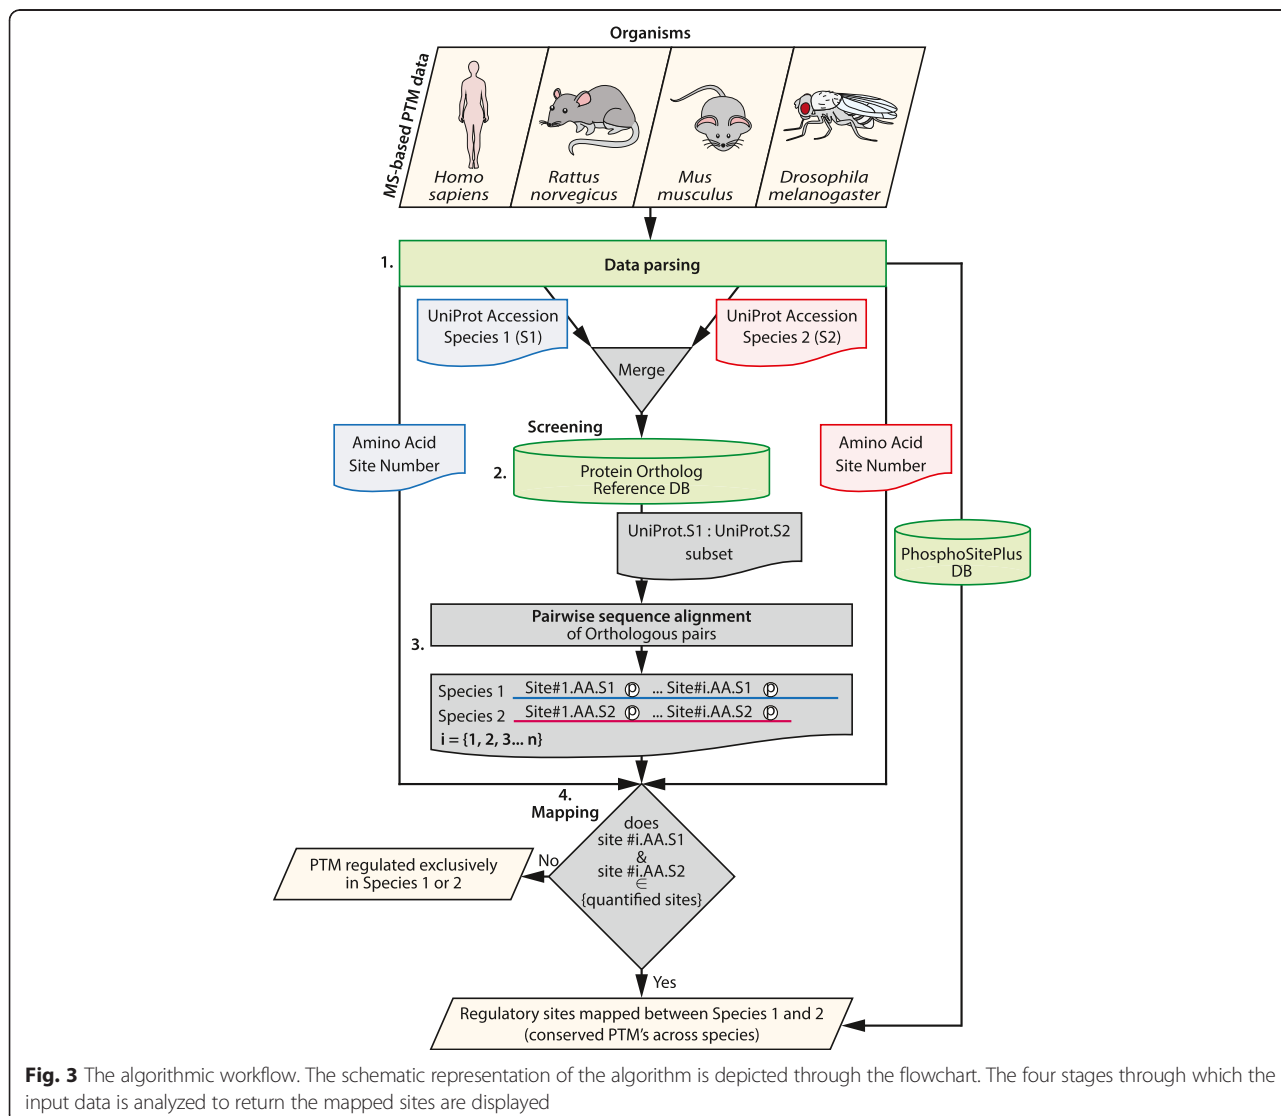 Organisms
MS-based PTM data
Homo
sapiens
Rattus
norvegicus
Mus
musculus
Drosophila
melanogaster
1.
Data parsing
UniProt Accession
Species 1 (S1)
UniProt Accession
Species 2 (S2)
Merge
Amino Acid
Site Number
Screening
2.
Protein Ortholog
Reference DB
Amino Acid
Site Number
UniProt.S1 : UniProt.S2
subset
PhosphoSitePlus
DB
3.
Pairwise sequence alignment
of Orthologous pairs
Species 1 Site#1.AA.S1 p ... Site#i.AA.S1 p
Species 2 Site#1.AA.S2 p ... Site#i.AA.S2 p
i = {1, 2, 3... n}
4.
Mapping
does
site #i.AA.S1
&
site #i.AA.S2
∈
{quantified sites}
No
PTM regulated exclusively
in Species 1 or 2
Yes
Regulatory sites mapped between Species 1 and 2
(conserved PTM's across species)
Fig. 3 The algorithmic workflow. The schematic representation of the algorithm is depicted through the flowchart. The four stages through which the
input data is analyzed to return the mapped sites are displayed